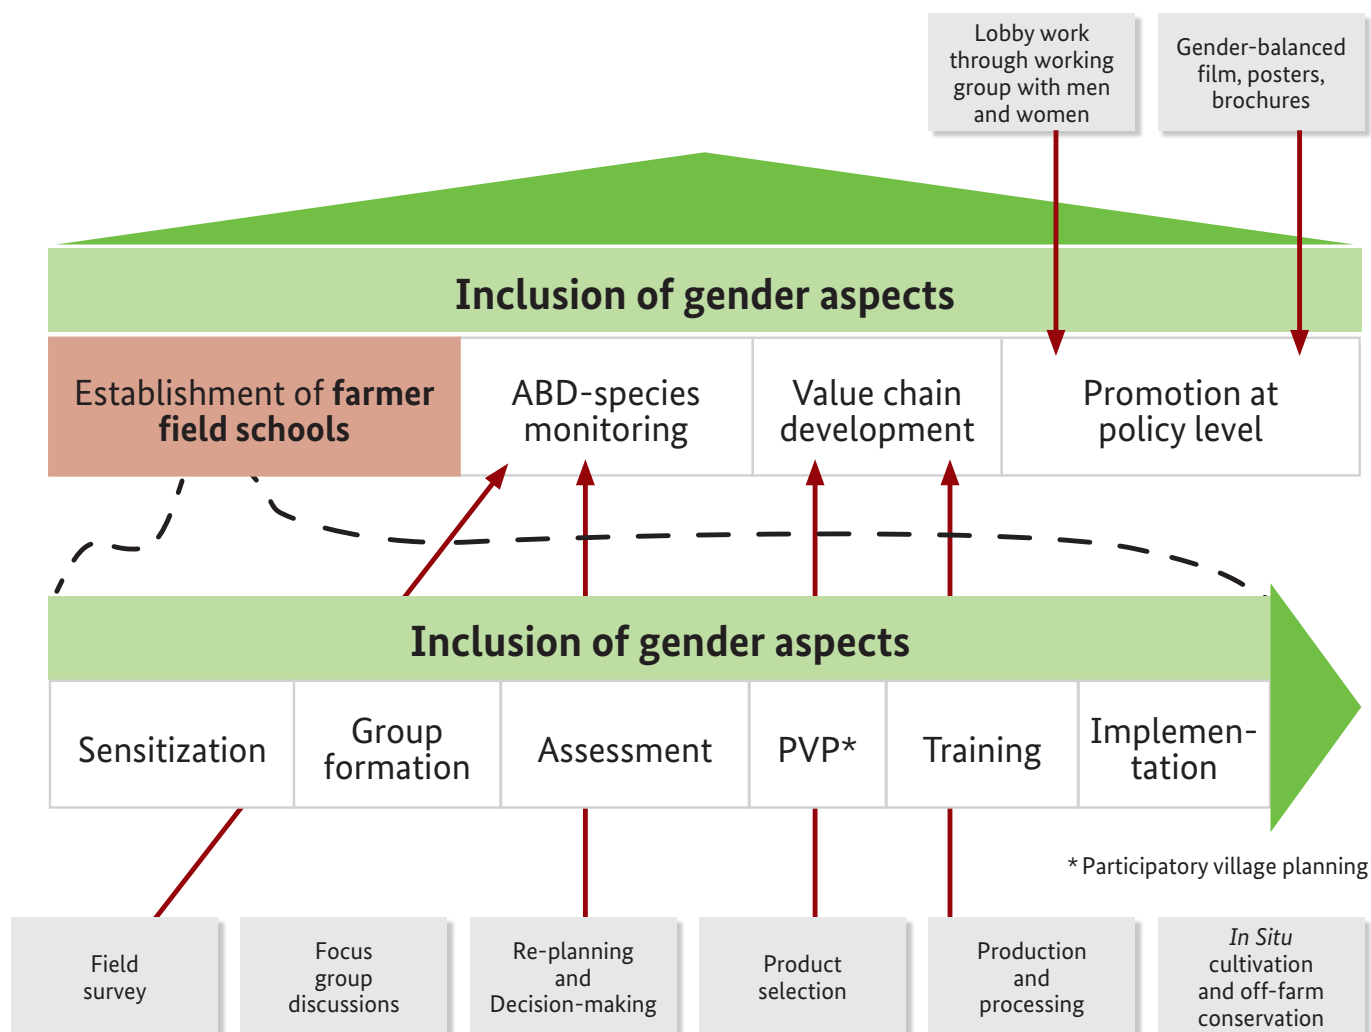 Lobby work
through working
group with men
and women
Gender-balanced
film, posters,
brochures
Inclusion of gender aspects
Establishment of farmer
field schools
ABD-species
monitoring
Value chain
development
Promotion at
policy level
Inclusion of gender aspects
Sensitization
Group
formation
Assessment
PVP*
Training
Implemen-
tation
* Participatory village planning
Field
survey
Focus
group
discussions
Re-planning
and
Decision-making
Product
selection
Production
and
processing
In Situ
cultivation
and off-farm
conservation